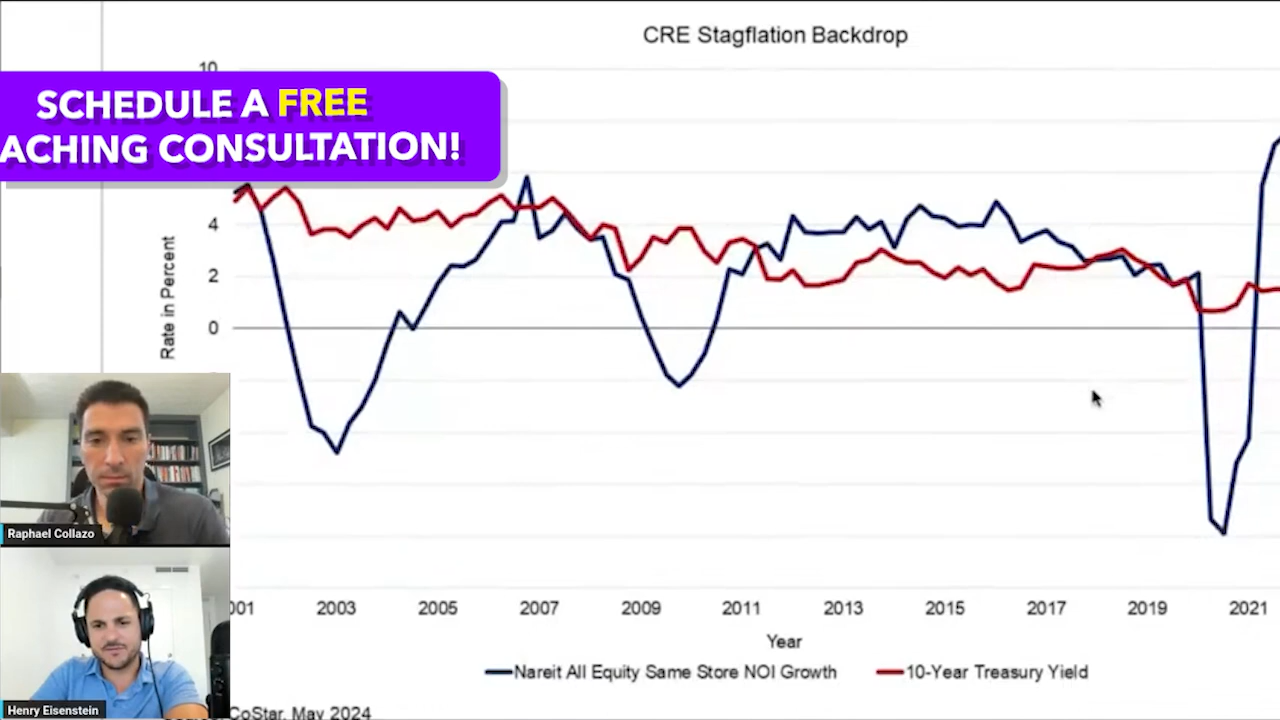 CRE Stagflation Backdrop
10
SCHEDULE A FREE
ACHING CONSULTATION!
4
2
0
Rate in Percent
Raphael Collazo
Henry Eisenstein
001 2003 2005 2007 2009 2011 2013 2015 2017 2019 2021
Year
Nareit All Equity Same Store NOI Growth 10-Year Treasury Yield
CoStar, May 2024